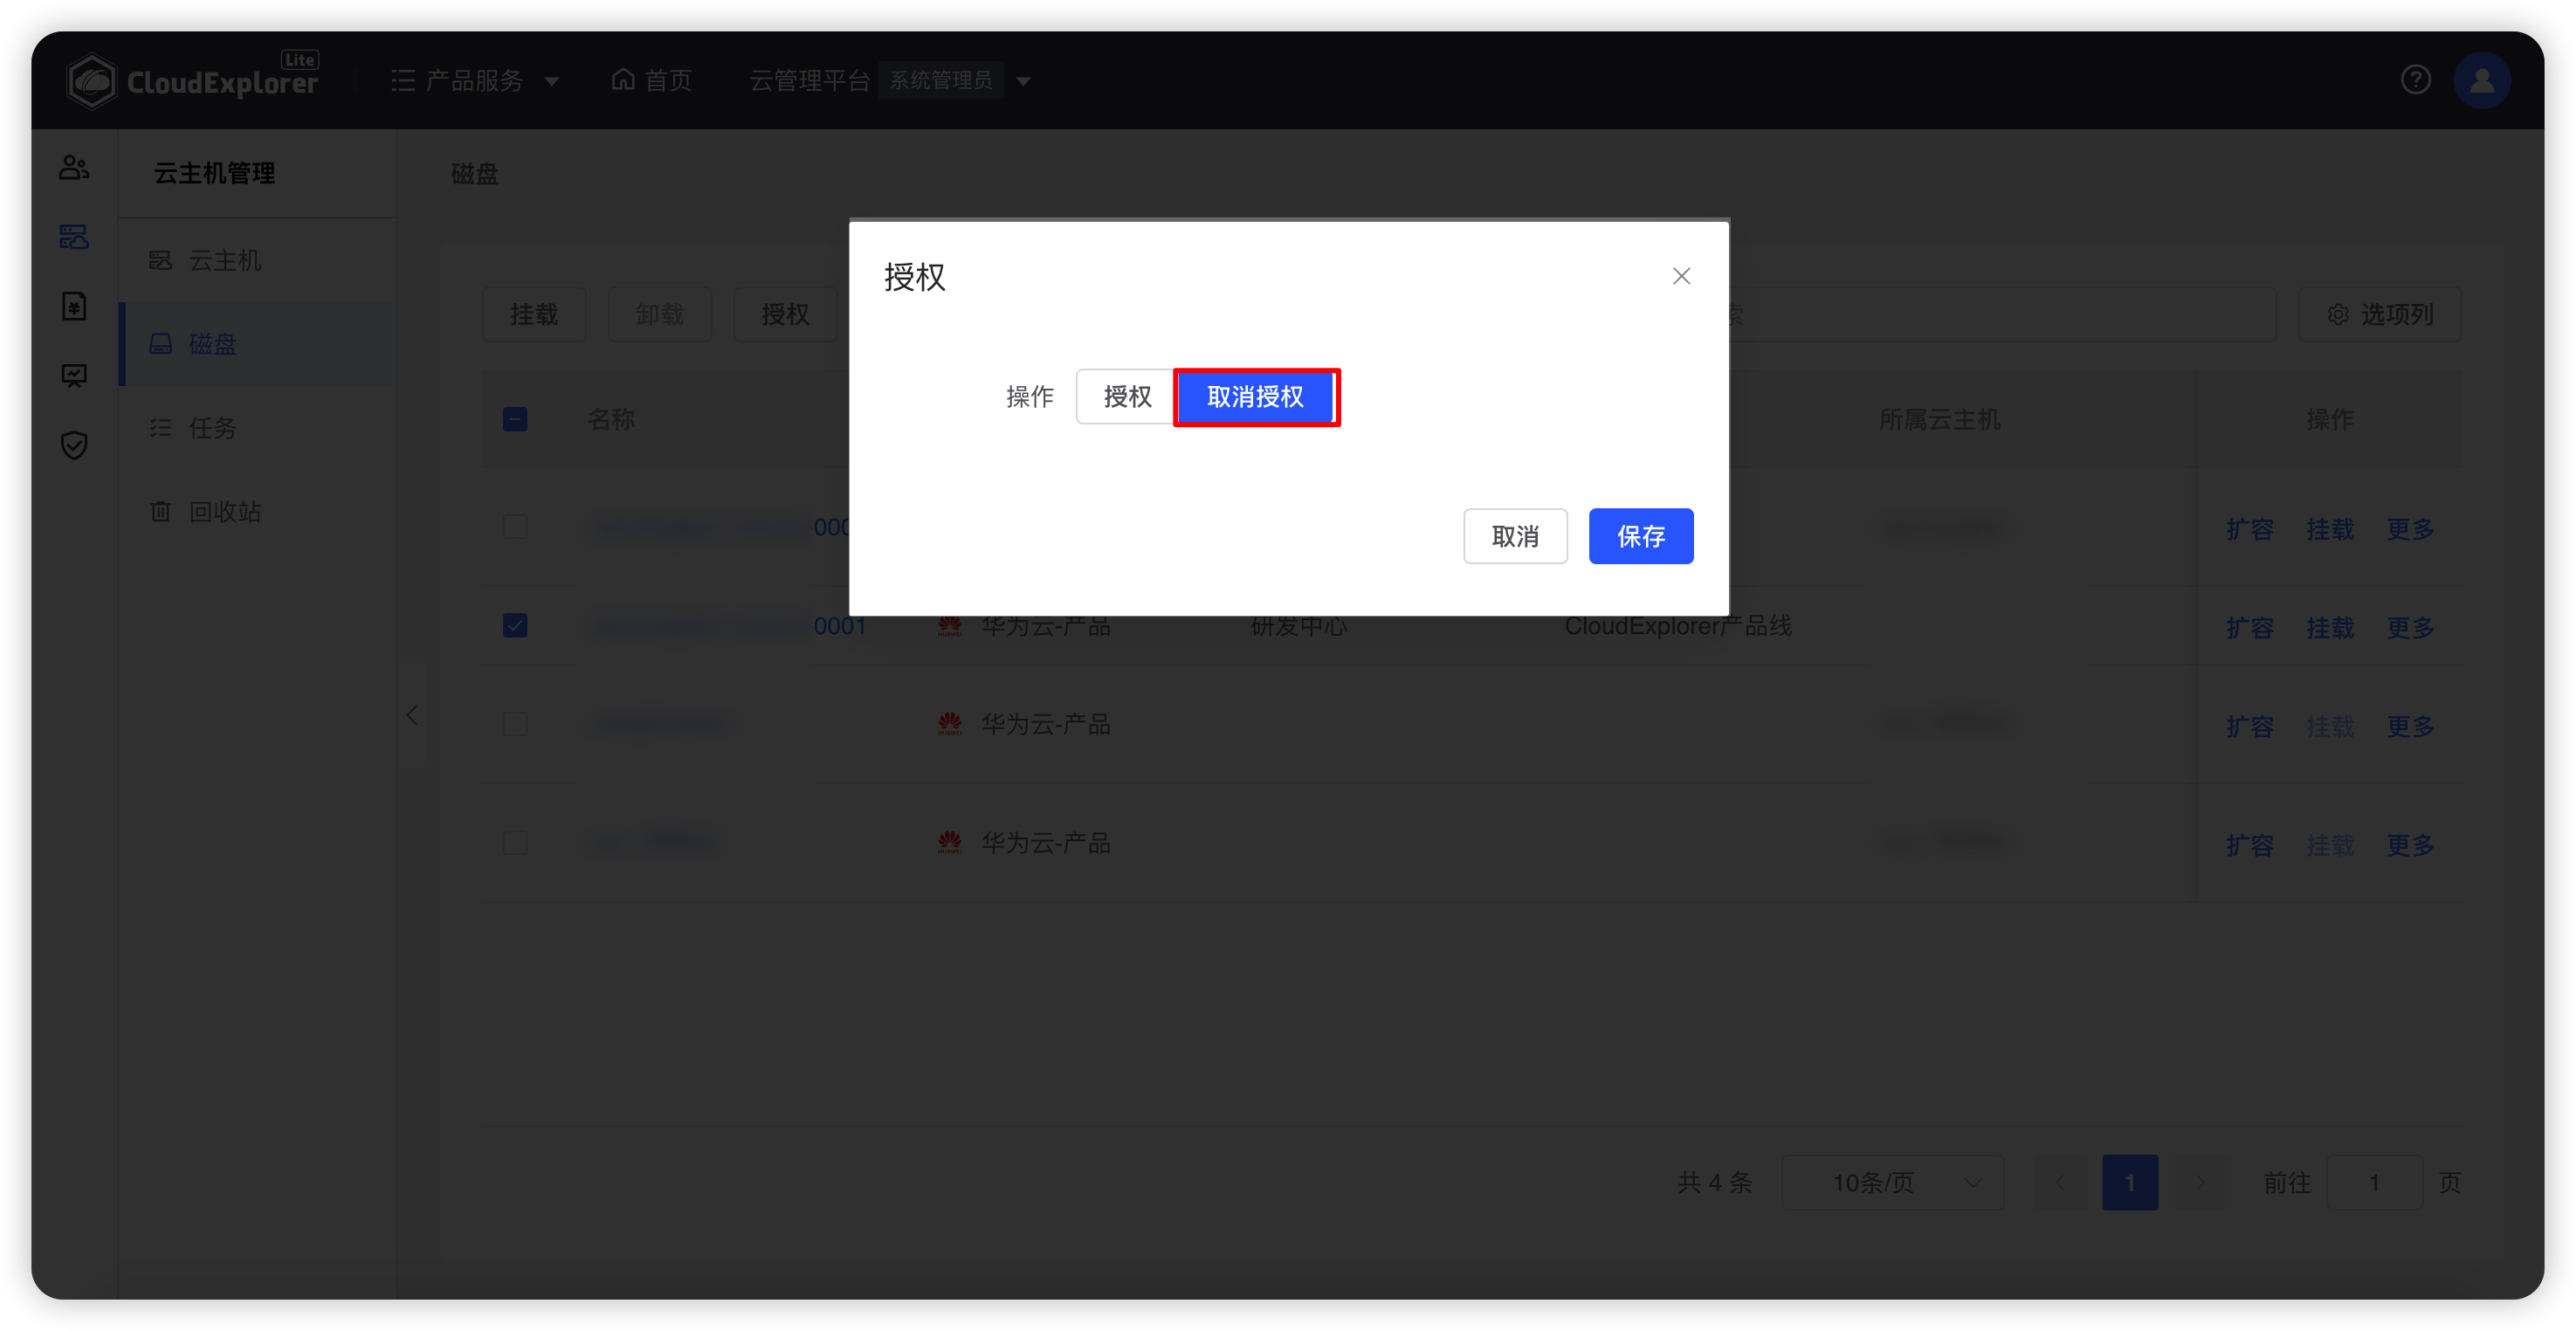 CloudExplorer Lite 产品服务 首页 云管理平台 系统管理员
云主机管理
磁盘
云主机
磁盘
任务
回收站
挂载 卸载 授权 索 选项列
名称 所属云主机 操作
000 扩容 挂载 更多
0001 HUAWEI 华为云-产品 研发中心 CloudExplorer产品线 扩容 挂载 更多
HUAWEI 华为云-产品 扩容 挂载 更多
HUAWEI 华为云-产品 扩容 挂载 更多
共 4 条 10条/页 1 前往 1 页
授权
操作 授权 取消授权
取消 保存